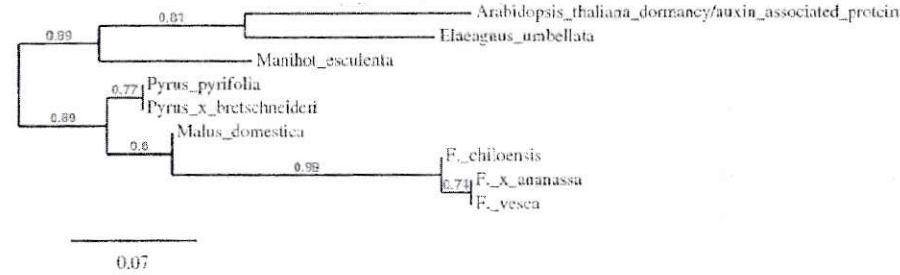 0.81
Arabidopsis_thaliana_dormancy/auxin_associated_protein
0.99
Elaeagnus_umbellata
Manihot_esculenta
0.77
Pyrus_pyrifolia
Pyrus_x_bretschneideri
0.89
Malus_domestica
0.6
F._chiloensis
0.99
0.74
F._x_ananassa
F._vesca
0.07